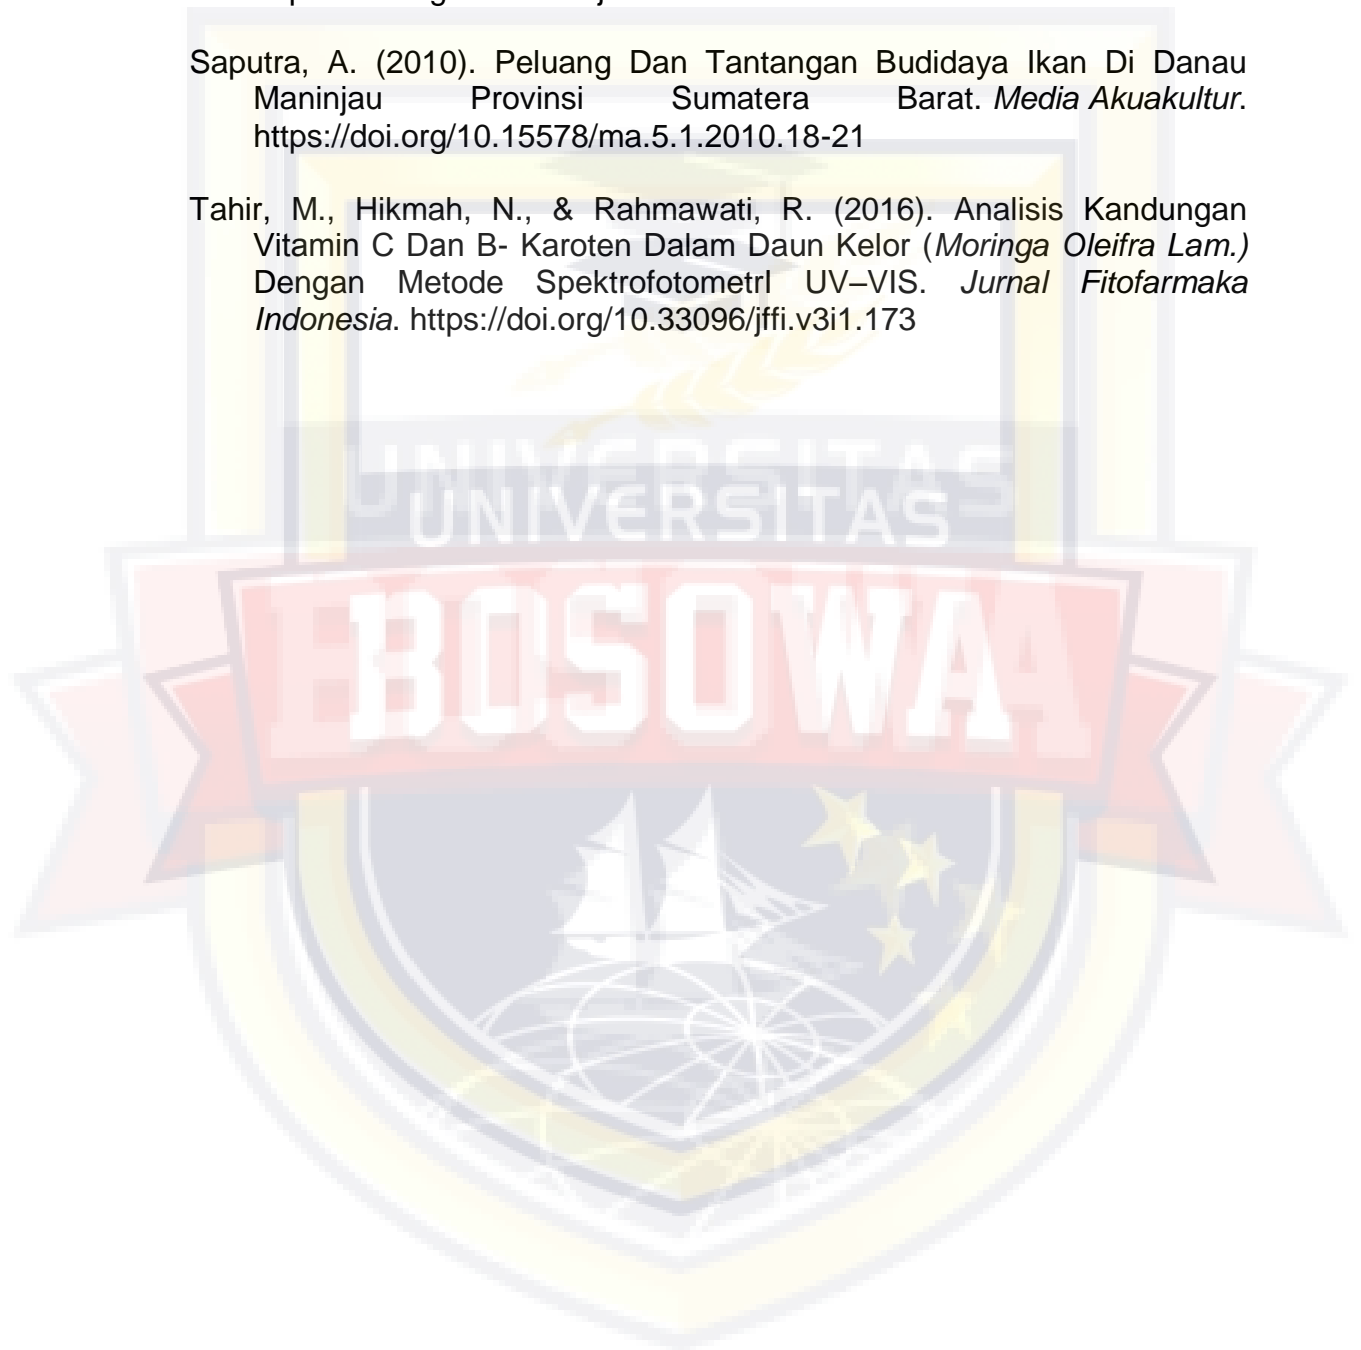 Saputra, A. (2010). Peluang Dan Tantangan Budidaya Ikan Di Danau
Maninjau Provinsi Sumatera Barat. Media Akuakultur.
https://doi.org/10.15578/ma.5.1.2010.18-21
Tahir, M., Hikmah, N., & Rahmawati, R. (2016). Analisis Kandungan
Vitamin C Dan B- Karoten Dalam Daun Kelor (Moringa Oleifra Lam.)
Dengan Metode Spektrofotometrl UV–VIS. Jurnal Fitofarmaka
Indonesia. https://doi.org/10.33096/jffi.v3i1.173
UNIVERSITAS
UNIVERSITAS
BOSOWA